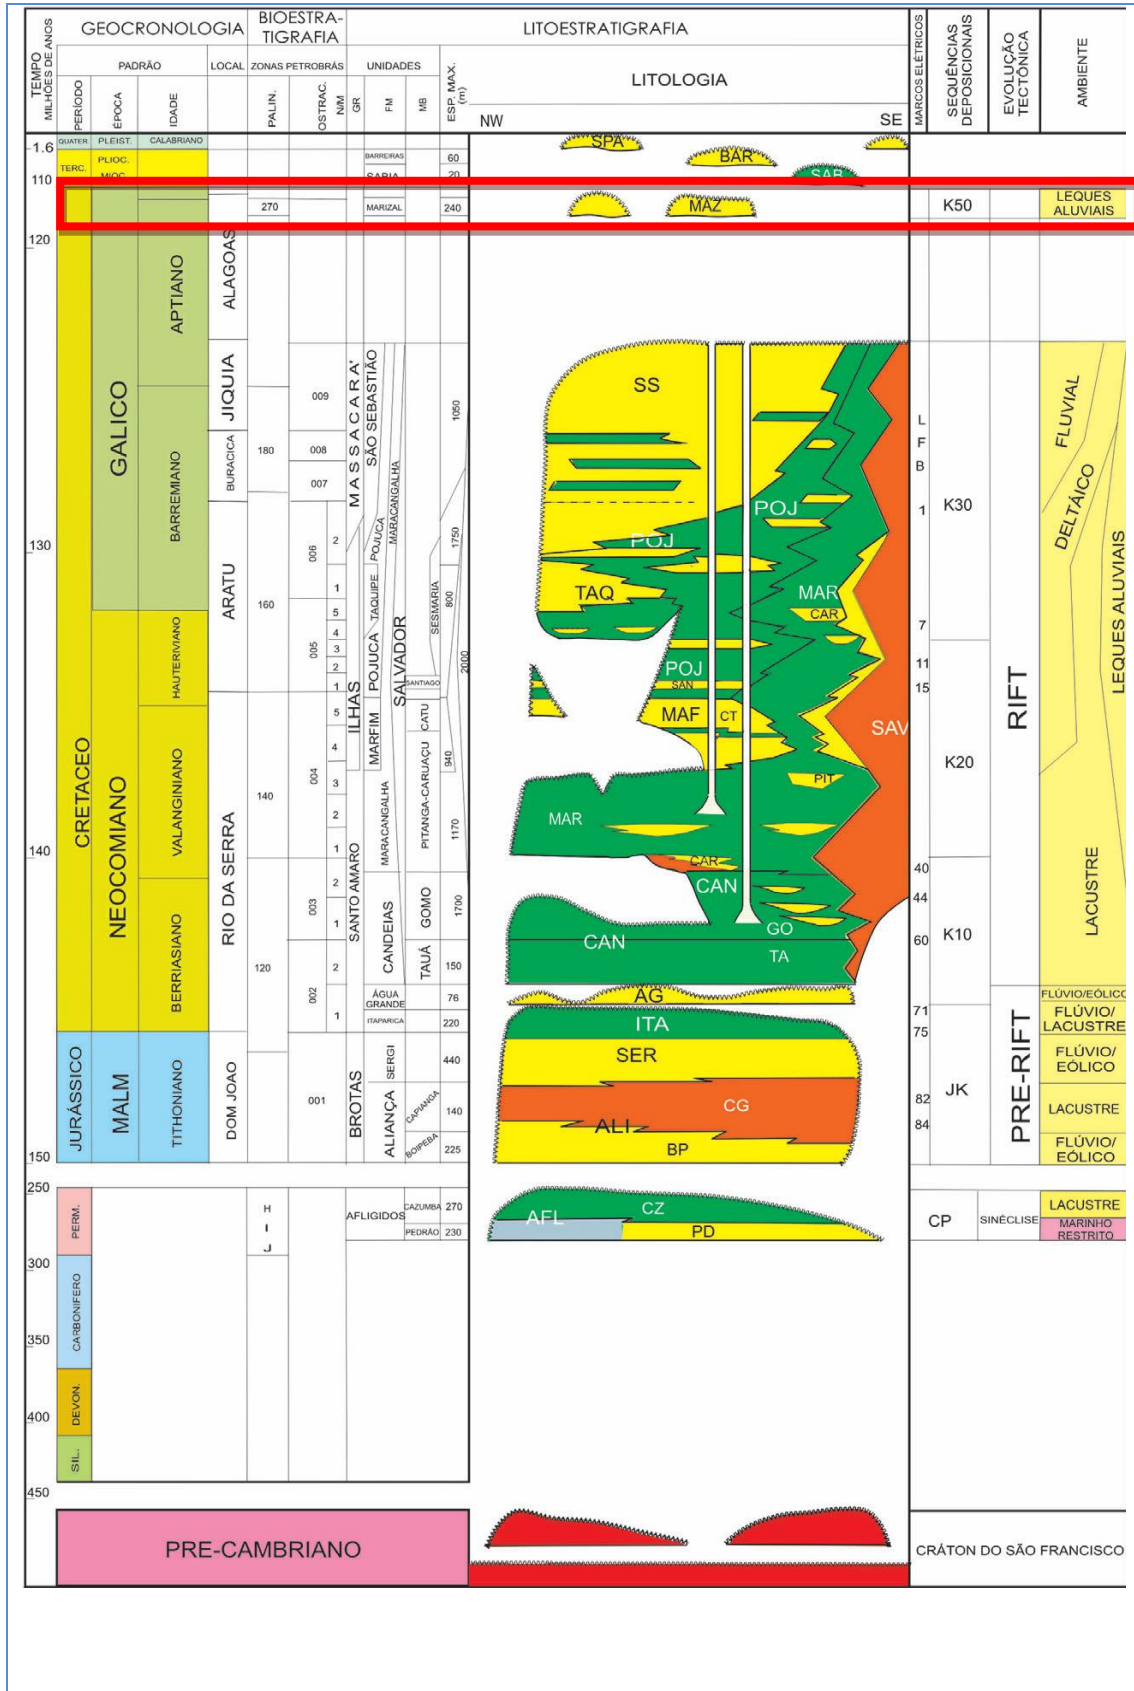 GEOCRONOLOGIA
BIOESTRA-
TIGRAFIA
LITOESTRATIGRAFIA
TEMPO
MILHÕES DE ANOS
PADRÃO
LOCAL
ZONAS PETROBRÁS
UNIDADES
PERÍODO
ÉPOCA
IDADE
PALIN.
OSTRAC.
N/M
GR
FM
MB
ESP. MAX.
(m)
LITOLOGIA
NW
SE
MARCOS ELÉTRICOS
SEQUÊNCIAS
DEPOSICIONAIS
EVOLUÇÃO
TECTÔNICA
AMBIENTE
1.6
110
120
130
140
150
250
300
350
400
450
QUATER.
PLEIST.
CALABRIANO
TERC.
PLIOC.
MIOC.
CRETACEO
GALICO
NEOCOMIANO
APTIANO
BARREMIANO
HAUTERIVIANO
VALANGINIANO
BERRIASIANO
JURÁSSICO
MALM
TITHONIANO
PERM.
CARBONIFERO
DEVON.
SIL.
PRE-CAMBRIANO
ALAGOAS
JIQUIA
BURACICA
ARATU
RIO DA SERRA
DOM JOAO
270
180
160
140
120
H
I
J
009
008
007
006
2
1
005
5
4
3
2
1
004
5
4
3
2
1
003
2
1
002
2
1
001
MASSACARA'
ILHAS
SANTO AMARO
BROTAS
AFLIGIDOS
BARREIRAS
SABIA
MARIZAL
SÃO SEBASTIÃO
MARACANGALHA
POJUCA
TAQUIPE
POJUCA
SALVADOR
MARFIM
MARACANGALHA
CANDEIAS
ÁGUA
GRANDE
ITAPARICA
SERGI
ALIANÇA
SESMARIA
SANTIAGO
CATU
PITANGA-CARUAÇU
GOMO
TAUÁ
CAPIANGA
BOIPEBA
CAZUMBA
PEDRÃO
60
20
240
1050
1750
800
2000
940
1170
1700
150
76
220
440
140
225
270
230
SPA
BAR
SAB
MAZ
SS
POJ
POJ
TAQ
MAR
CAR
POJ
SAN
MAF
CT
SAV
PIT
MAR
CAR
CAN
GO
CAN
TA
AG
ITA
SER
CG
ALI
BP
AFL
CZ
PD
L
F
B
1
7
11
15
40
44
60
71
75
82
84
K50
K30
K20
K10
JK
CP
RIFT
PRE-RIFT
SINÉCLISE
LEQUES
ALUVIAIS
FLUVIAL
DELTÁICO
LEQUES ALUVIAIS
LACUSTRE
FLÚVIO/EÓLICO
FLÚVIO/
LACUSTRE
FLÚVIO/
EÓLICO
LACUSTRE
FLÚVIO/
EÓLICO
LACUSTRE
MARINHO
RESTRITO
CRÁTON DO SÃO FRANCISCO